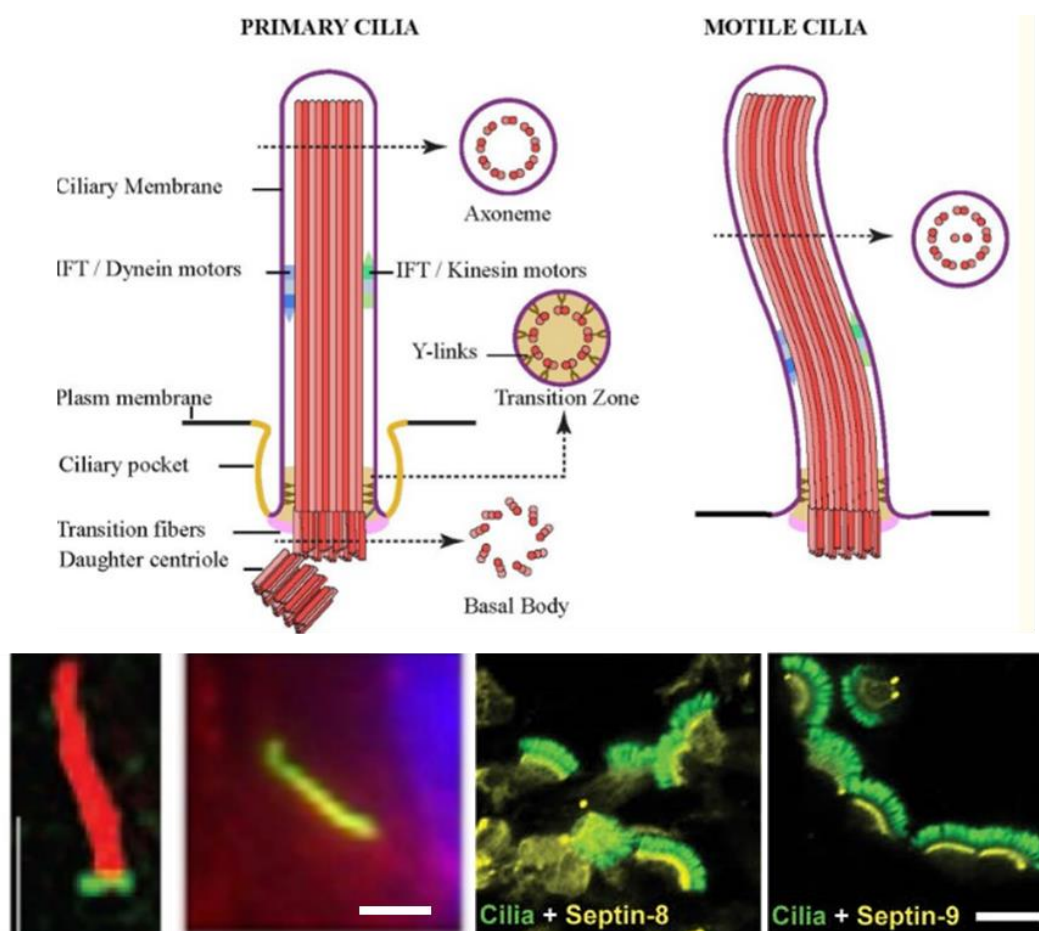 PRIMARY CILIA
MOTILE CILIA
Ciliary Membrane
Axoneme
IFT / Dynein motors
IFT / Kinesin motors
Y-links
Transition Zone
Plasm membrane
Ciliary pocket
Transition fibers
Daughter centriole
Basal Body
Cilia + Septin-8
Cilia + Septin-9